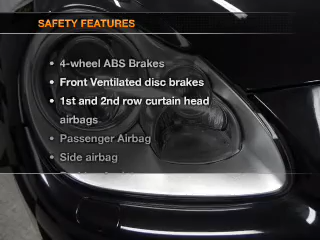 SAFETY FEATURES
• 4-wheel ABS Brakes
• Front Ventilated disc brakes
• 1st and 2nd row curtain head
airbags
• Passenger Airbag
• Side airbag